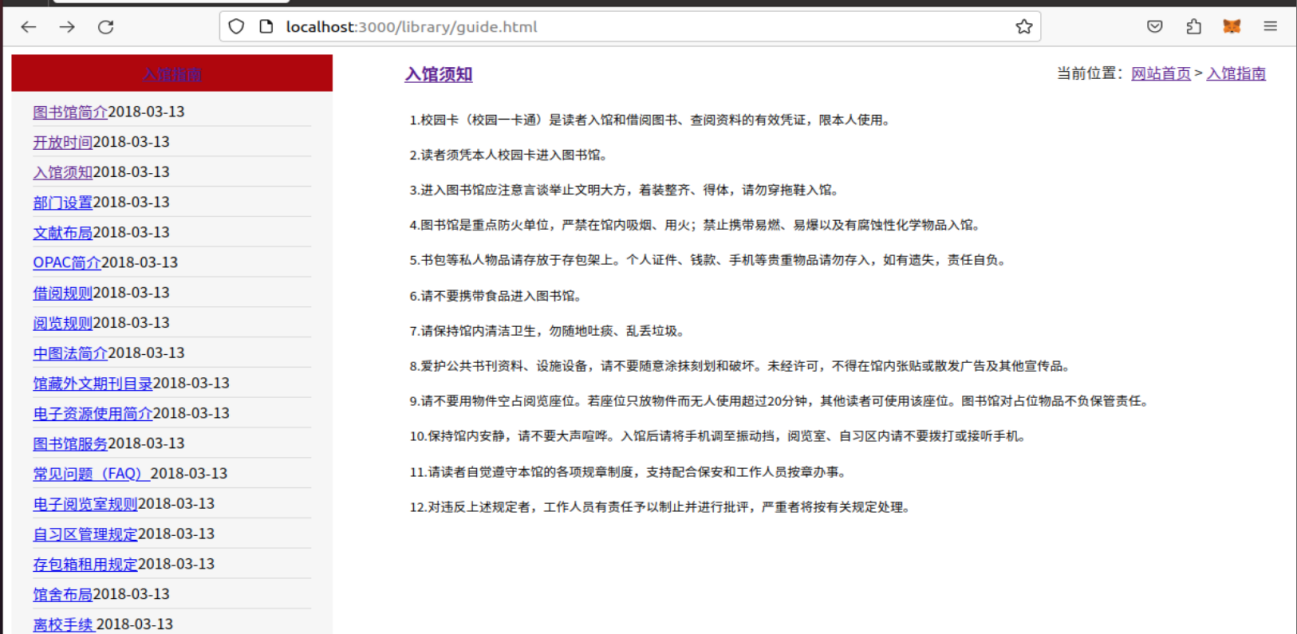 localhost:3000/library/guide.html
入馆指南
图书馆简介2018-03-13
开放时间2018-03-13
入馆须知2018-03-13
部门设置2018-03-13
文献布局2018-03-13
OPAC简介2018-03-13
借阅规则2018-03-13
阅览规则2018-03-13
中图法简介2018-03-13
馆藏外文期刊目录2018-03-13
电子资源使用简介2018-03-13
图书馆服务2018-03-13
常见问题（FAQ）2018-03-13
电子阅览室规则2018-03-13
自习区管理规定2018-03-13
存包箱租用规定2018-03-13
馆舍布局2018-03-13
离校手续 2018-03-13
入馆须知
当前位置：网站首页 > 入馆指南
1.校园卡（校园一卡通）是读者入馆和借阅图书、查阅资料的有效凭证，限本人使用。
2.读者须凭本人校园卡进入图书馆。
3.进入图书馆应注意言谈举止文明大方，着装整齐、得体，请勿穿拖鞋入馆。
4.图书馆是重点防火单位，严禁在馆内吸烟、用火；禁止携带易燃、易爆以及有腐蚀性化学物品入馆。
5.书包等私人物品请存放于存包架上。个人证件、钱款、手机等贵重物品请勿存入，如有遗失，责任自负。
6.请不要携带食品进入图书馆。
7.请保持馆内清洁卫生，勿随地吐痰、乱丢垃圾。
8.爱护公共书刊资料、设施设备，请不要随意涂抹刻划和破坏。未经许可，不得在馆内张贴或散发广告及其他宣传品。
9.请不要用物件空占阅览座位。若座位只放物件而无人使用超过20分钟，其他读者可使用该座位。图书馆对占位物品不负保管责任。
10.保持馆内安静，请不要大声喧哗。入馆后请将手机调至振动挡，阅览室、自习区内请不要拨打或接听手机。
11.请读者自觉遵守本馆的各项规章制度，支持配合保安和工作人员按章办事。
12.对违反上述规定者，工作人员有责任予以制止并进行批评，严重者将按有关规定处理。